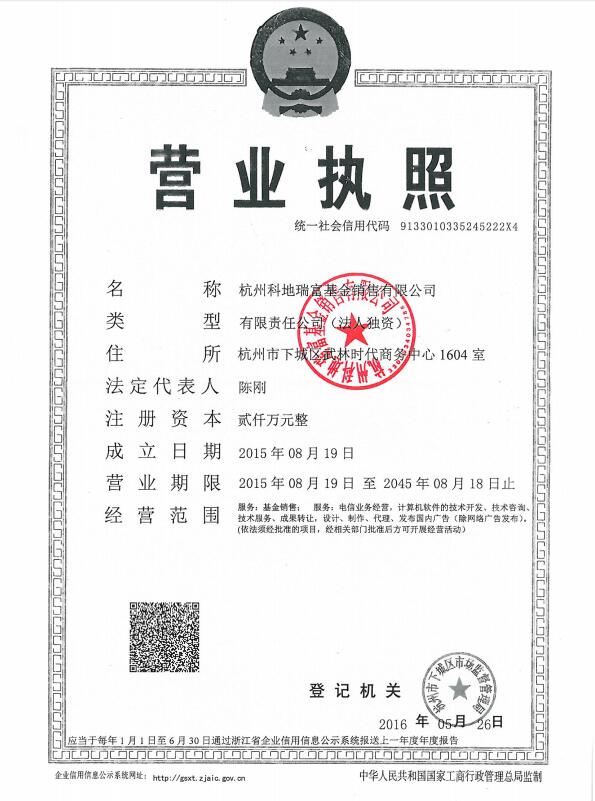 营业执照
统一社会信用代码 9133010335245222X4
名称 杭州科地瑞富基金销售有限公司
类型 有限责任公司（法人独资）
住所 杭州市下城区武林时代商务中心 1604 室
法定代表人 陈刚
注册资本 贰仟万元整
成立日期 2015 年 08 月 19 日
营业期限 2015 年 08 月 19 日 至 2045 年 08 月 18 日止
经营范围 服务：基金销售； 服务：电信业务经营，计算机软件的技术开发、技术咨询、
技术服务、成果转让，设计、制作、代理、发布国内广告（除网络广告发布）。
(依法须经批准的项目，经相关部门批准后方可开展经营活动)
杭州科地瑞富基金销售有限公司
登记机关
杭州市下城区市场监督管理局
2016 年 05 月 26 日
应当于每年 1 月 1 日至 6 月 30 日通过浙江省企业信用信息公示系统报送上一年度年度报告
企业信用信息公示系统网址：http://gsxt.zjaic.gov.cn
中华人民共和国国家工商行政管理总局监制